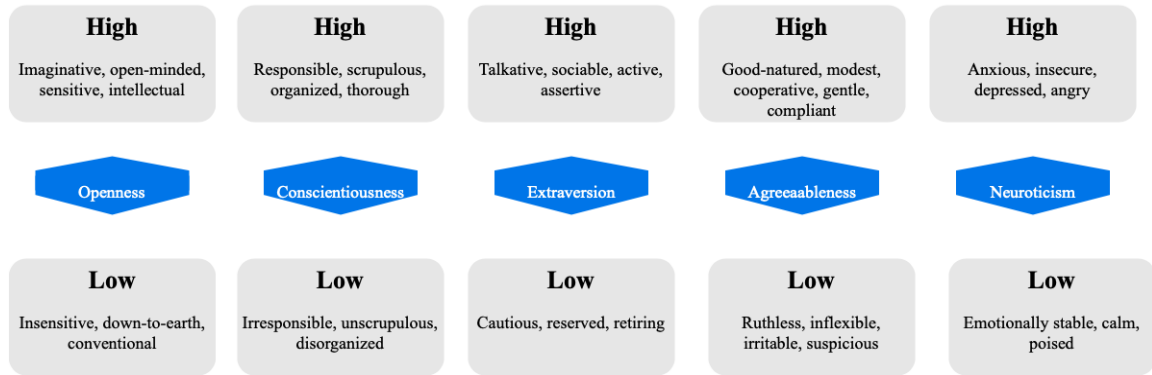 High
Imaginative, open-minded,
sensitive, intellectual
High
Responsible, scrupulous,
organized, thorough
High
Talkative, sociable, active,
assertive
High
Good-natured, modest,
cooperative, gentle,
compliant
High
Anxious, insecure,
depressed, angry
Openness
Conscientiousness
Extraversion
Agreeaableness
Neuroticism
Low
Insensitive, down-to-earth,
conventional
Low
Irresponsible, unscrupulous,
disorganized
Low
Cautious, reserved, retiring
Low
Ruthless, inflexible,
irritable, suspicious
Low
Emotionally stable, calm,
poised